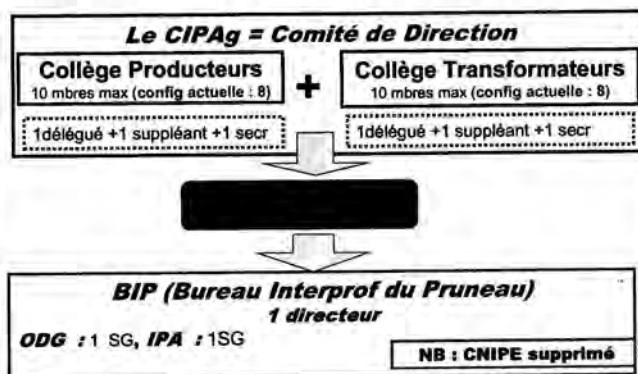 Le CIPAg = Comité de Direction
Collège Producteurs
10 mbres max (config actuelle : 8)
+
Collège Transformateurs
10 mbres max (config actuelle : 8)
1délégué +1 suppléant +1 secr
1délégué +1 suppléant +1 secr
BIP (Bureau Interprof du Pruneau)
1 directeur
ODG : 1 SG, IPA : 1SG
NB : CNIPE supprimé